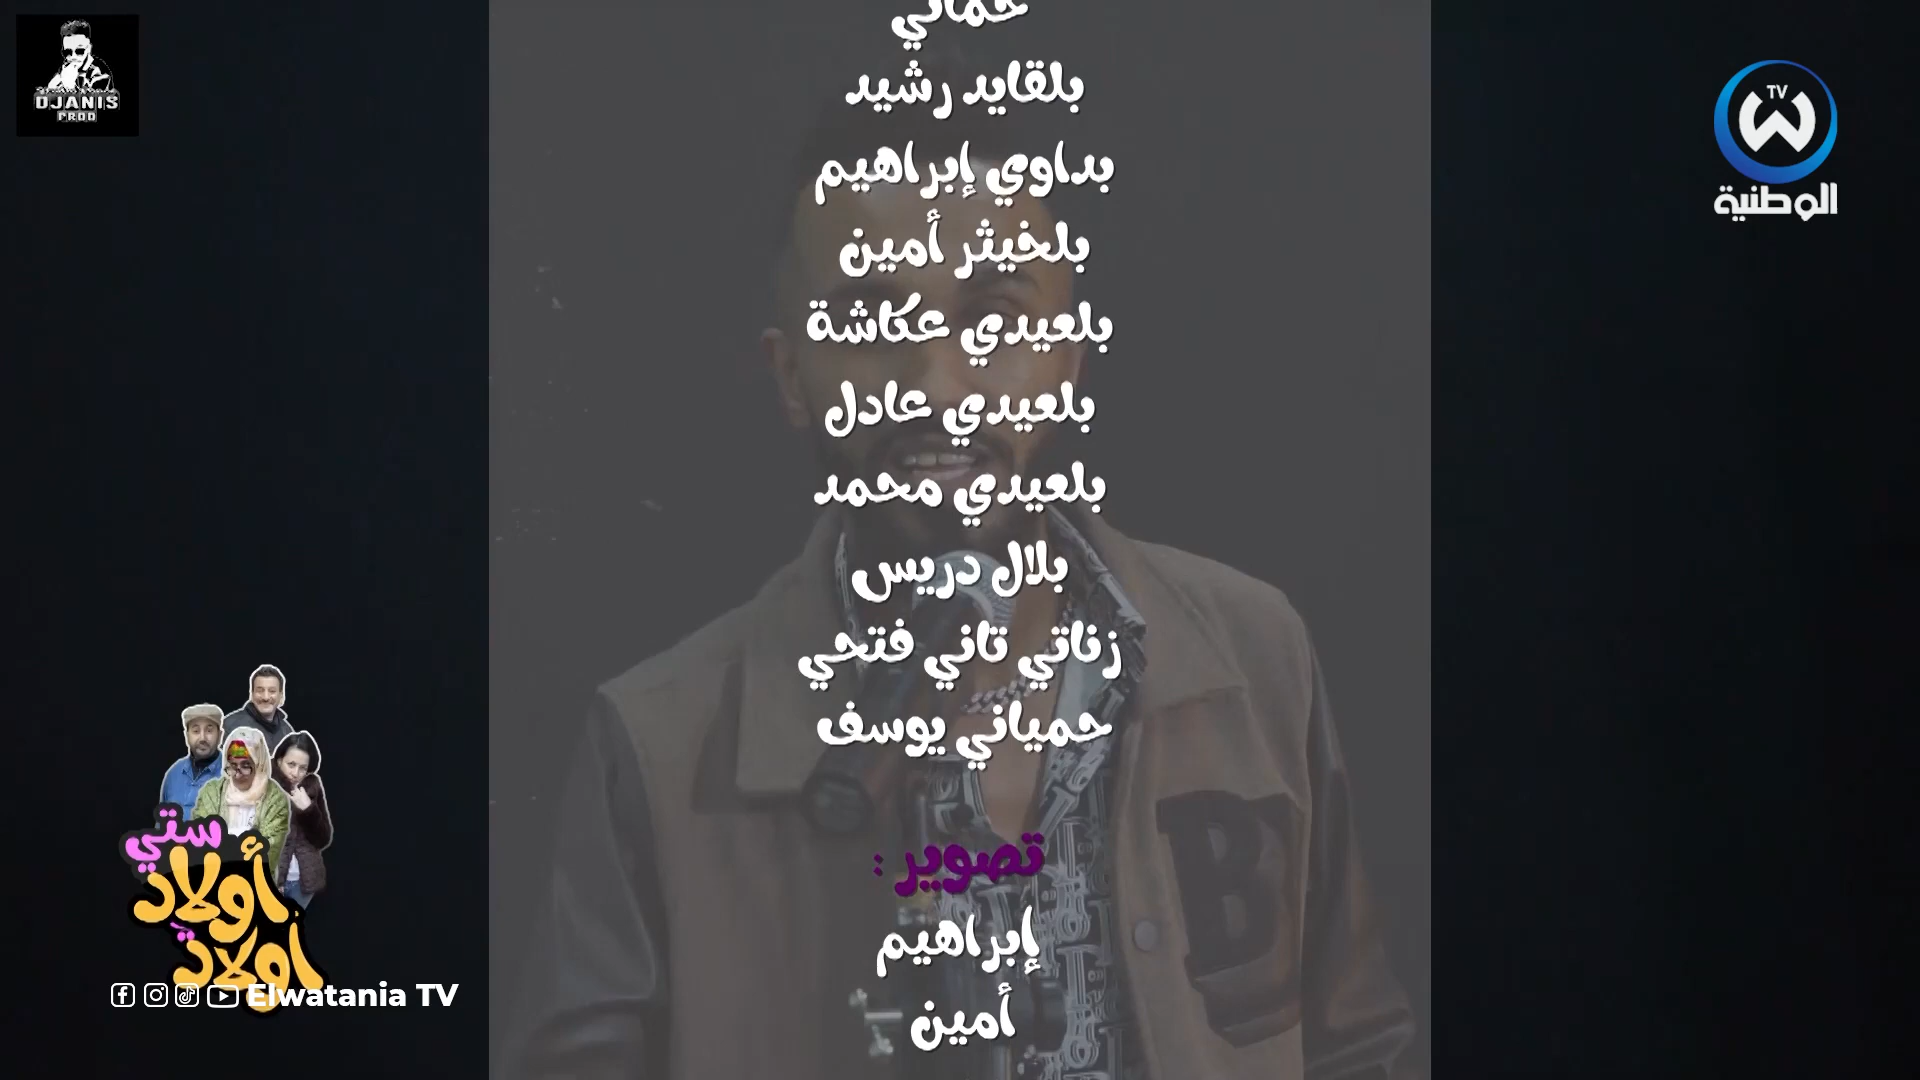 حماني
بلقايد رشيد
بداوي إبراهيم
بلخيثر أمين
بلعيدي عكاشة
بلعيدي عادل
بلعيدي محمد
بلال دريس
زناتي تاني فتحي
حمياني يوسف
تصوير :
إبراهيم
أمين
DJANIS
PROD
TV
W
الوطنية
ستي
أولاد
أولاد
Elwatania TV